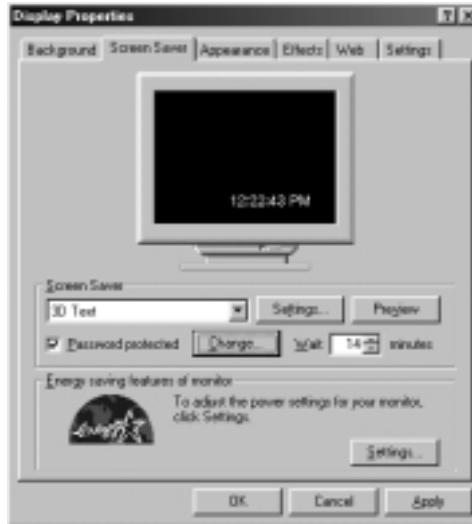 Display Properties
Background Screen Saver Appearance Effects Web Settings
12:22:43 PM
Screen Saver
3D Text Settings... Preview
Password protected Change... Wait: 14 minutes
Energy saving features of monitor
To adjust the power settings for your monitor,
click Settings.
Settings...
OK Cancel Apply